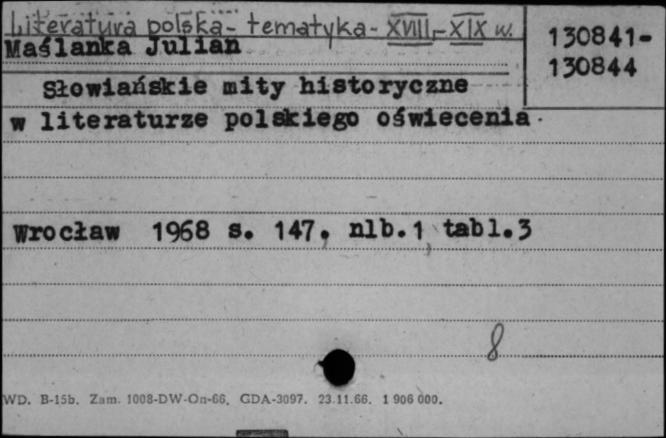 Literatura polska - tematyka - XVIII - XIX w.
130841-
130844
Maślanka Julian
Słowiańskie mity historyczne
w literaturze polskiego oświecenia.
Wrocław 1968 s. 147, nlb.1, tabl.3
8
WD. B-15b. Zam. 1008-DW-On-66. GDA-3097. 23.11.66. 1 906 000.